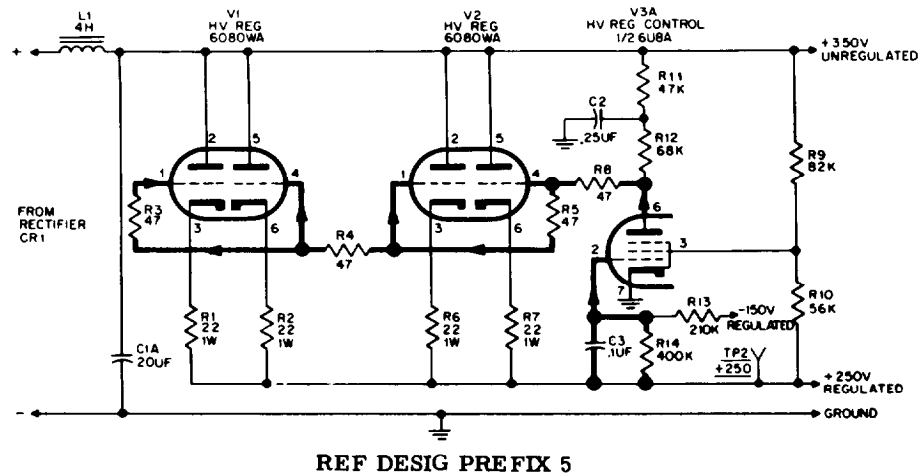 L1
4H
V1
HV REG
6080WA
V2
HV REG
6080WA
V3A
HV REG CONTROL
1/2 6U8A
+
+350V
UNREGULATED
R11
47K
C2
.25UF
R12
68K
R9
82K
2
5
1
4
3
6
2
5
1
4
3
6
R8
47
6
2
3
7
FROM
RECTIFIER
CR1
R3
47
R4
47
R5
47
R1
22
1W
R2
22
1W
R6
22
1W
R7
22
1W
R13
210K
-150V
REGULATED
R10
56K
C1A
20UF
C3
.1UF
R14
400K
TP2
+250
+250V
REGULATED
-
GROUND
REF DESIG PREFIX 5